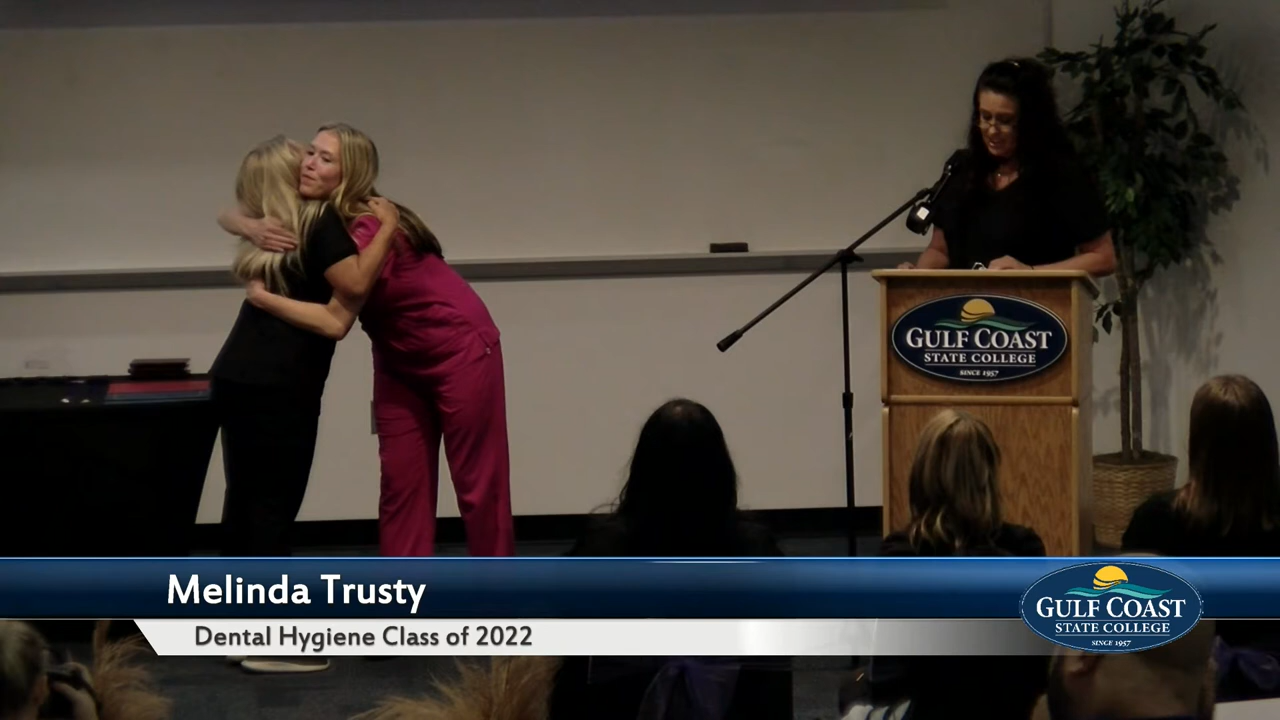 GULF COAST
STATE COLLEGE
SINCE 1957
Melinda Trusty
Dental Hygiene Class of 2022
GULF COAST
STATE COLLEGE
SINCE 1957